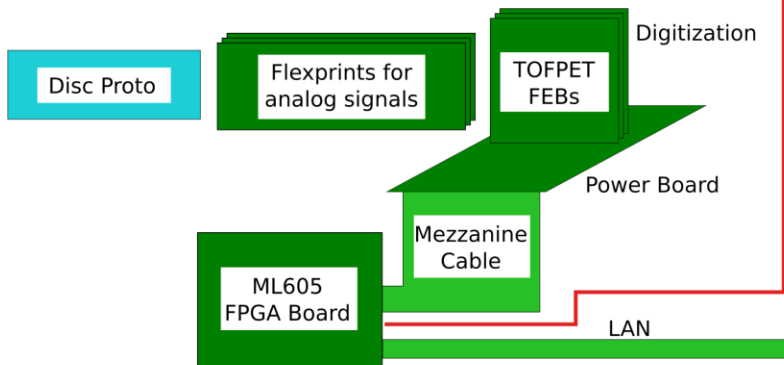 Digitization
Disc Proto
Flexprints for
analog signals
TOFPET
FEBs
Power Board
Mezzanine
Cable
ML605
FPGA Board
LAN